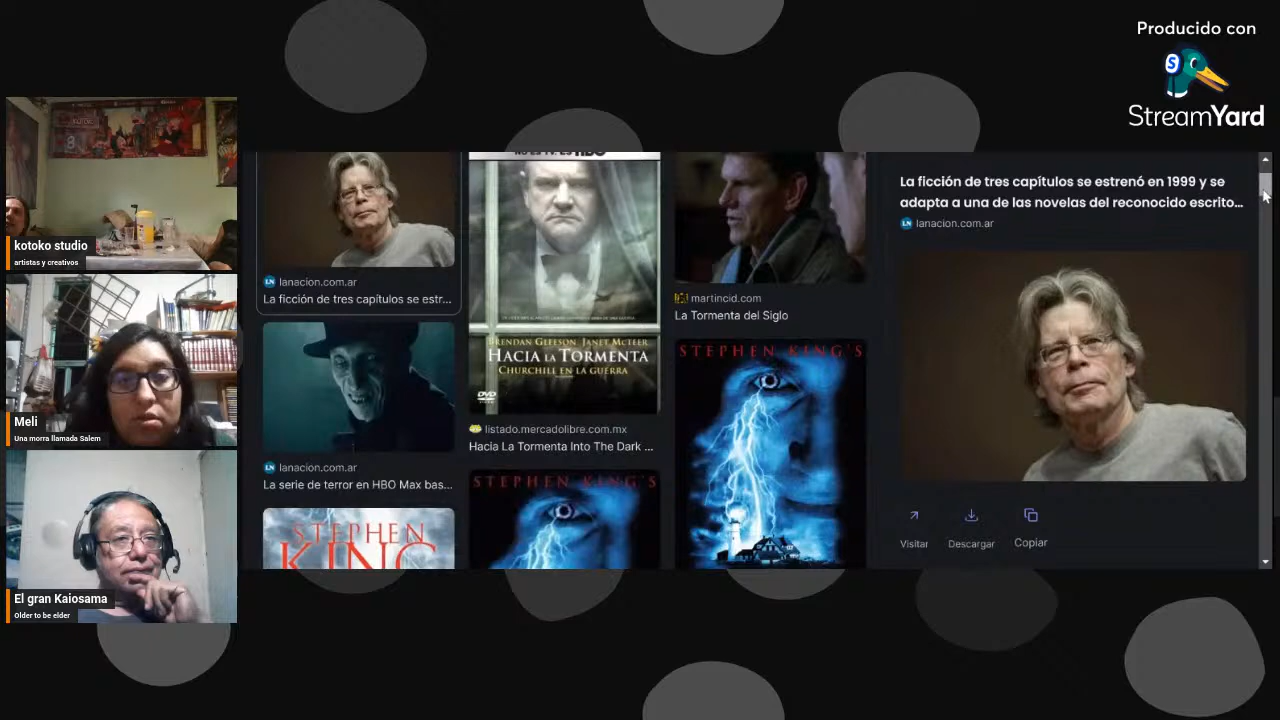 Producido con
StreamYard
kotoko studio
artistas y creativos
Meli
Una morra llamada Salem
El gran Kaiosama
Older to be elder
lanacion.com.ar
La ficción de tres capítulos se estr...
lanacion.com.ar
La serie de terror en HBO Max bas...
STEPHEN
KING
BRENDAN GLEESON JANET MCTEER
HACIA LA TORMENTA
CHURCHILL EN LA GUERRA
DVD
listado.mercadolibre.com.mx
Hacia La Tormenta Into The Dark ...
STEPHEN KING'S
martincid.com
La Tormenta del Siglo
STEPHEN KING'S
La ficción de tres capítulos se estrenó en 1999 y se
adapta a una de las novelas del reconocido escrito...
lanacion.com.ar
Visitar
Descargar
Copiar